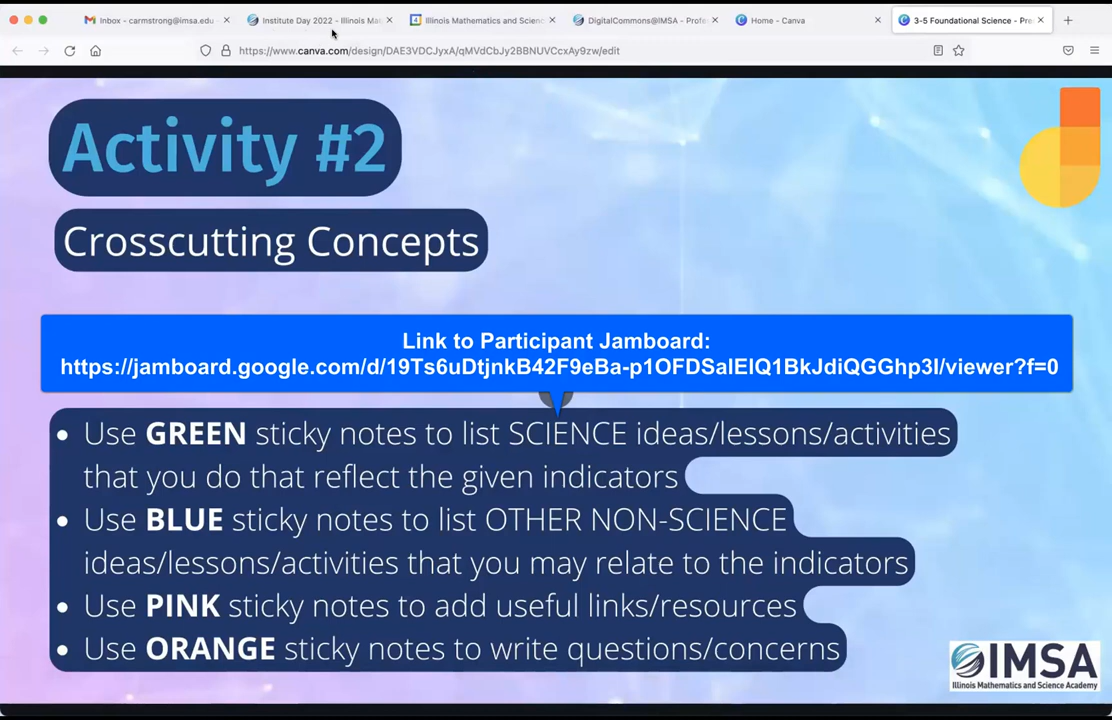 Inbox - carmstrong@imsa.edu
Institute Day 2022 - Illinois Mat
Illinois Mathematics and Scienc
DigitalCommons@IMSA - Profe
Home - Canva
3-5 Foundational Science - Pre
https://www.canva.com/design/DAE3VDCJyxA/qMVdCbJy2BBNUVCcxAy9zw/edit
Activity #2
Crosscutting Concepts
Link to Participant Jamboard:
https://jamboard.google.com/d/19Ts6uDtjnkB42F9eBa-p1OFDSalElQ1BkJdiQGGhp3I/viewer?f=0
• Use GREEN sticky notes to list SCIENCE ideas/lessons/activities
that you do that reflect the given indicators
• Use BLUE sticky notes to list OTHER NON-SCIENCE
ideas/lessons/activities that you may relate to the indicators
• Use PINK sticky notes to add useful links/resources
• Use ORANGE sticky notes to write questions/concerns
IMSA
Illinois Mathematics and Science Academy